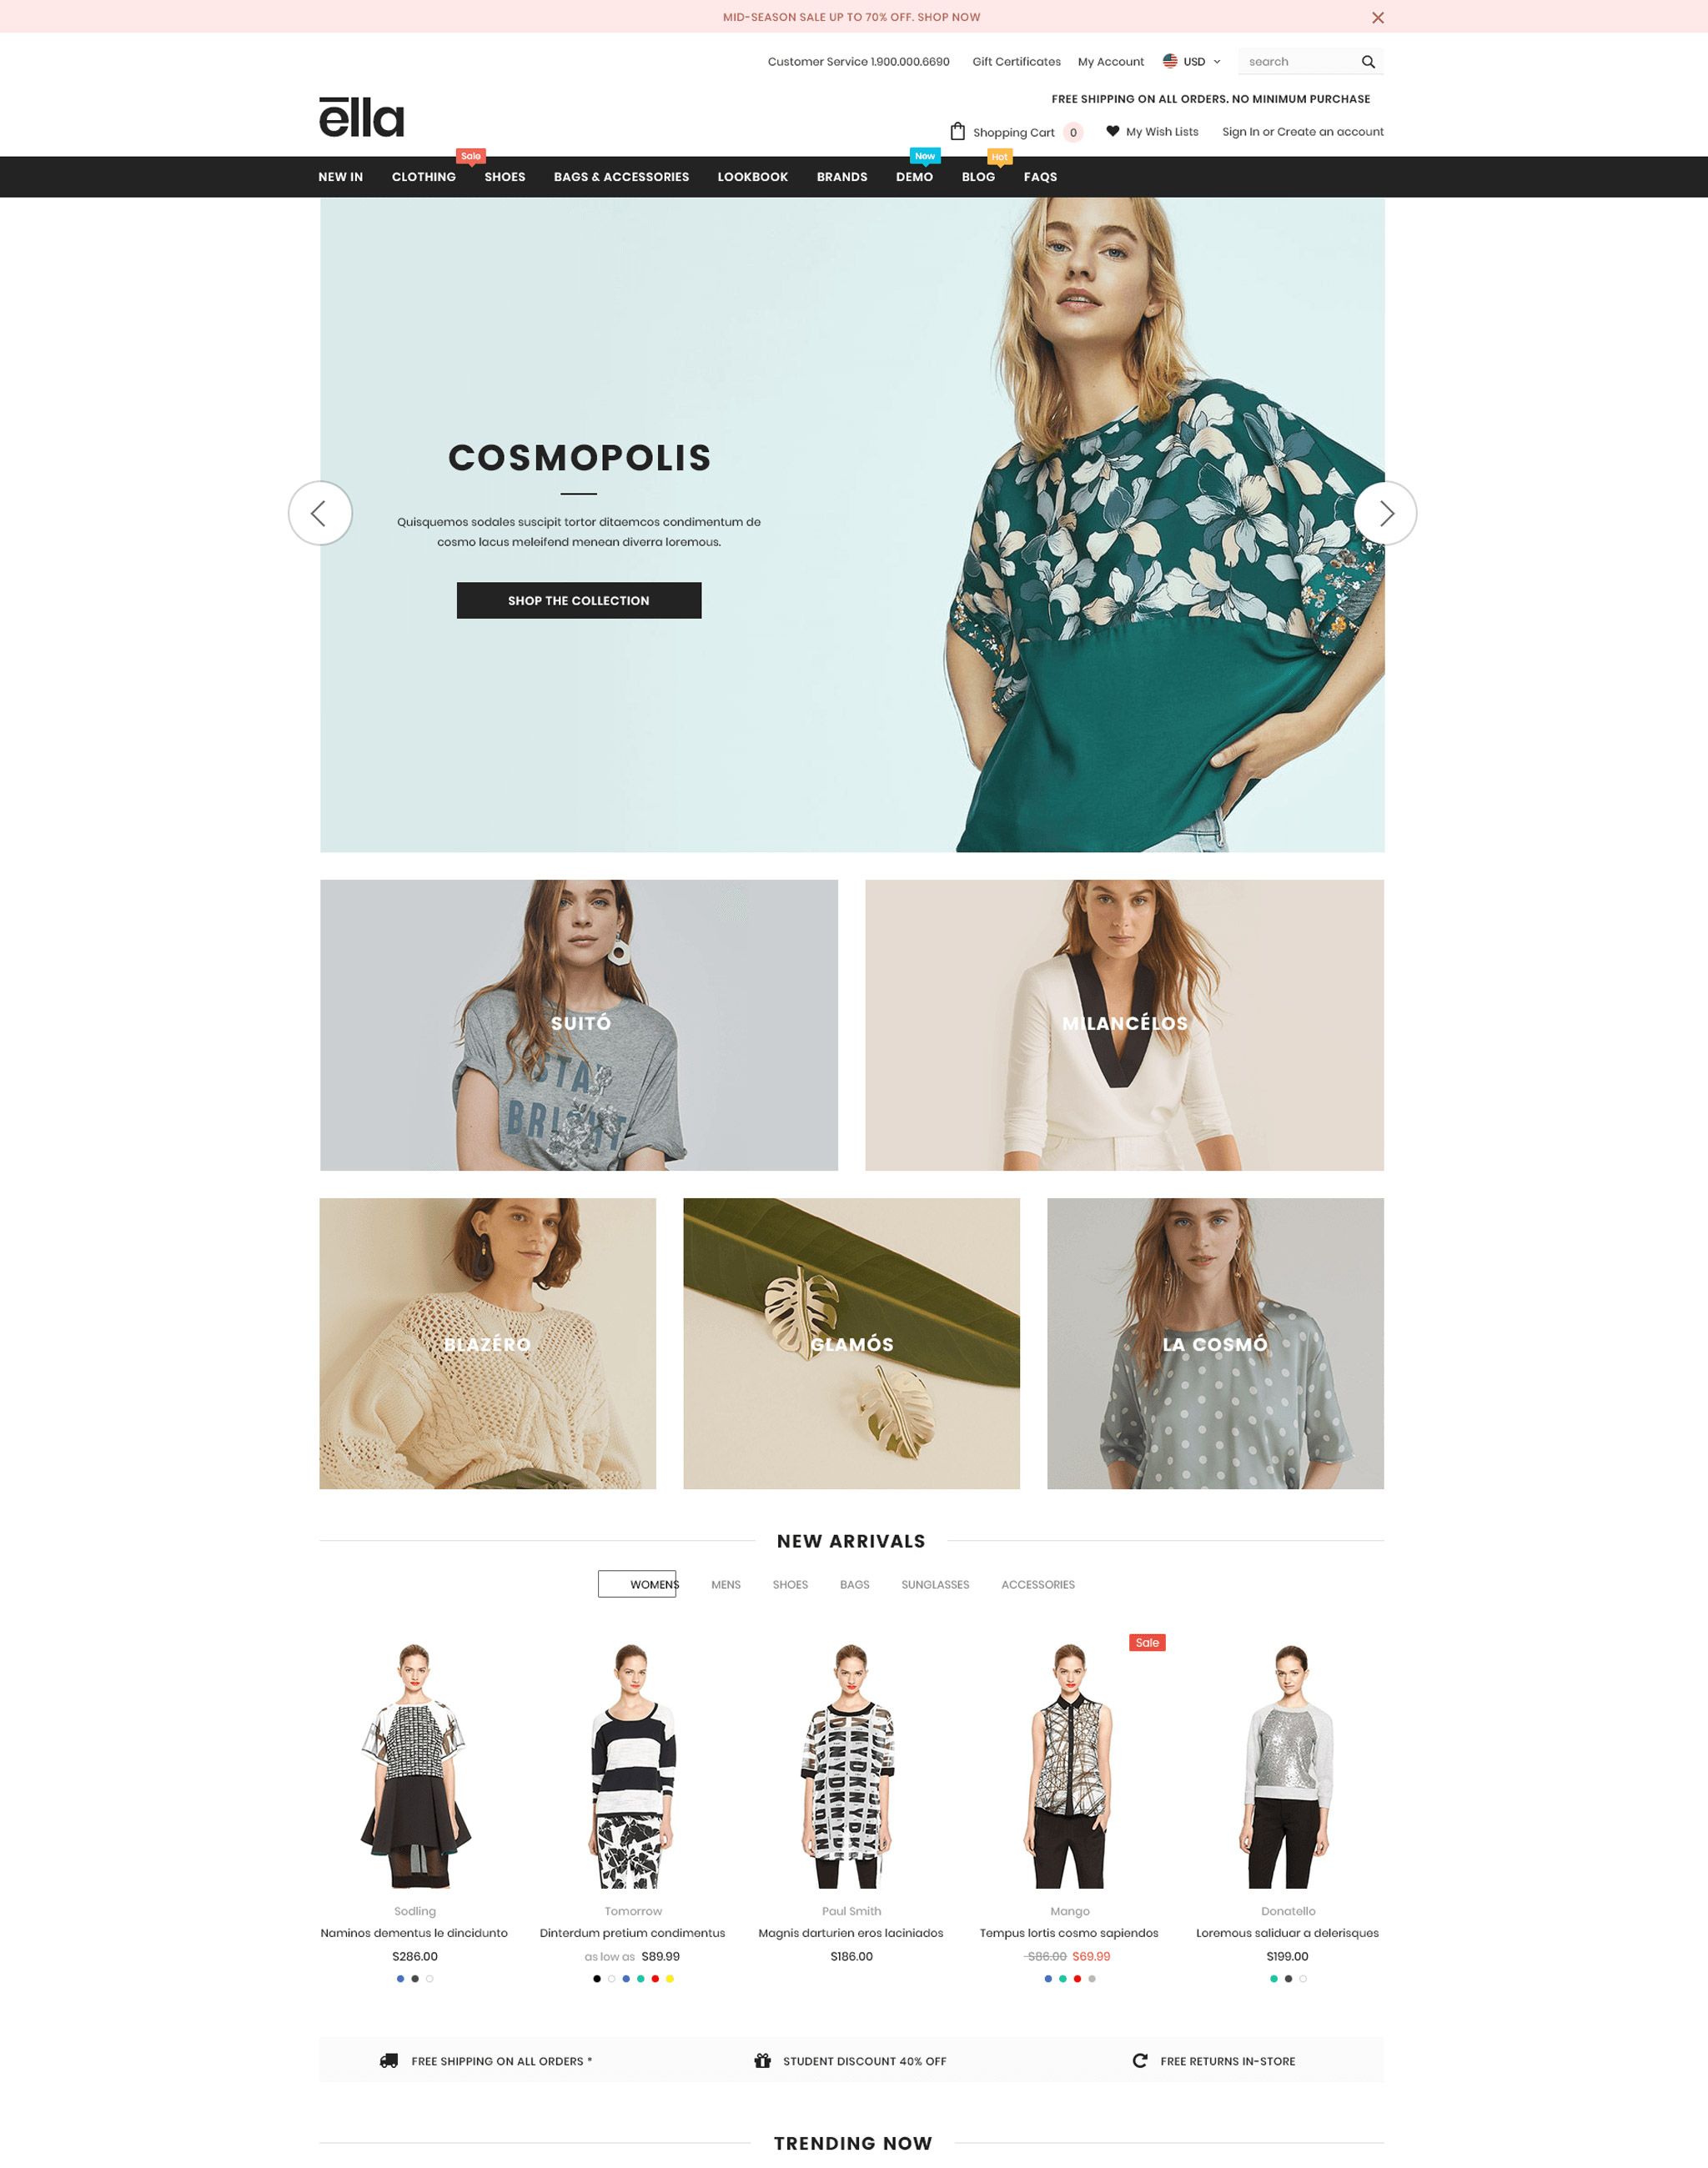 MID-SEASON SALE UP TO 70% OFF. SHOP NOW
Customer Service 1.900.000.6690 Gift Certificates My Account USD search
FREE SHIPPING ON ALL ORDERS. NO MINIMUM PURCHASE
ēlla
Shopping Cart 0 My Wish Lists Sign In or Create an account
Sale New Hot
NEW IN CLOTHING SHOES BAGS & ACCESSORIES LOOKBOOK BRANDS DEMO BLOG FAQS
COSMOPOLIS
Quisquemos sodales suscipit tortor ditaemcos condimentum de
cosmo lacus meleifend menean diverra loremous.
SHOP THE COLLECTION
SUITÓ MILANCÉLOS
BLAZÉRO GLAMÓS LA COSMÓ
NEW ARRIVALS
WOMENS MENS SHOES BAGS SUNGLASSES ACCESSORIES
Sale
Sodling Tomorrow Paul Smith Mango Donatello
Naminos dementus le dincidunto Dinterdum pretium condimentus Magnis darturien eros laciniados Tempus lortis cosmo sapiendos Loremous saliduar a delerisques
$286.00 as low as $89.99 $186.00 $86.00 $69.99 $199.00
FREE SHIPPING ON ALL ORDERS * STUDENT DISCOUNT 40% OFF FREE RETURNS IN-STORE
TRENDING NOW